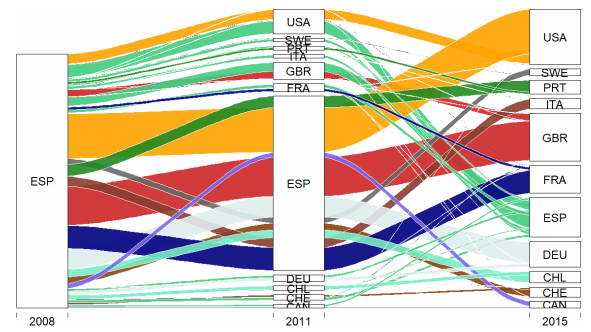 ESP
2008
USA
SWE
PRT
ITA
GBR
FRA
ESP
DEU
CHL
CHE
CAN
2011
USA
SWE
PRT
ITA
GBR
FRA
ESP
DEU
CHL
CHE
CAN
2015